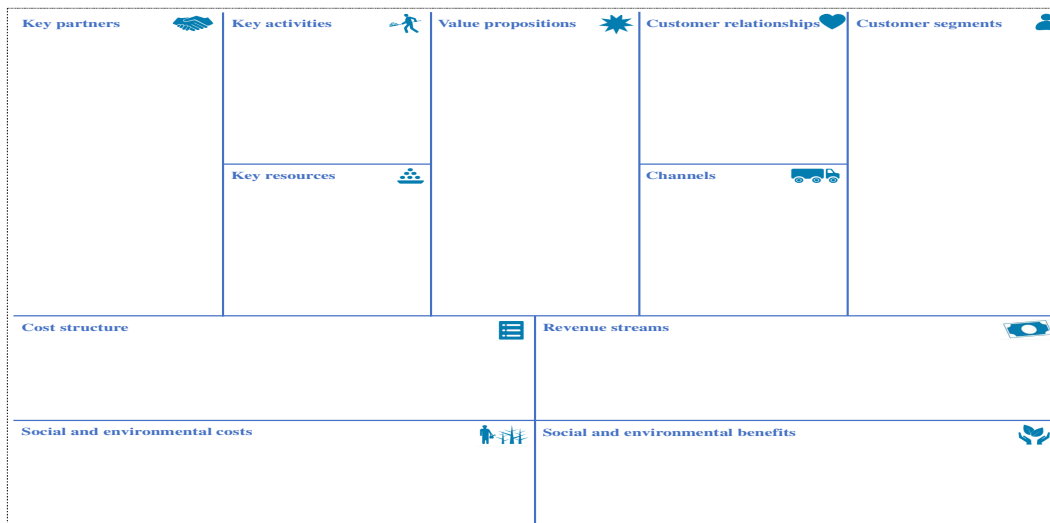 Key partners
Key activities
Value propositions
Customer relationships
Customer segments
Key resources
Channels
Cost structure
Revenue streams
Social and environmental costs
Social and environmental benefits